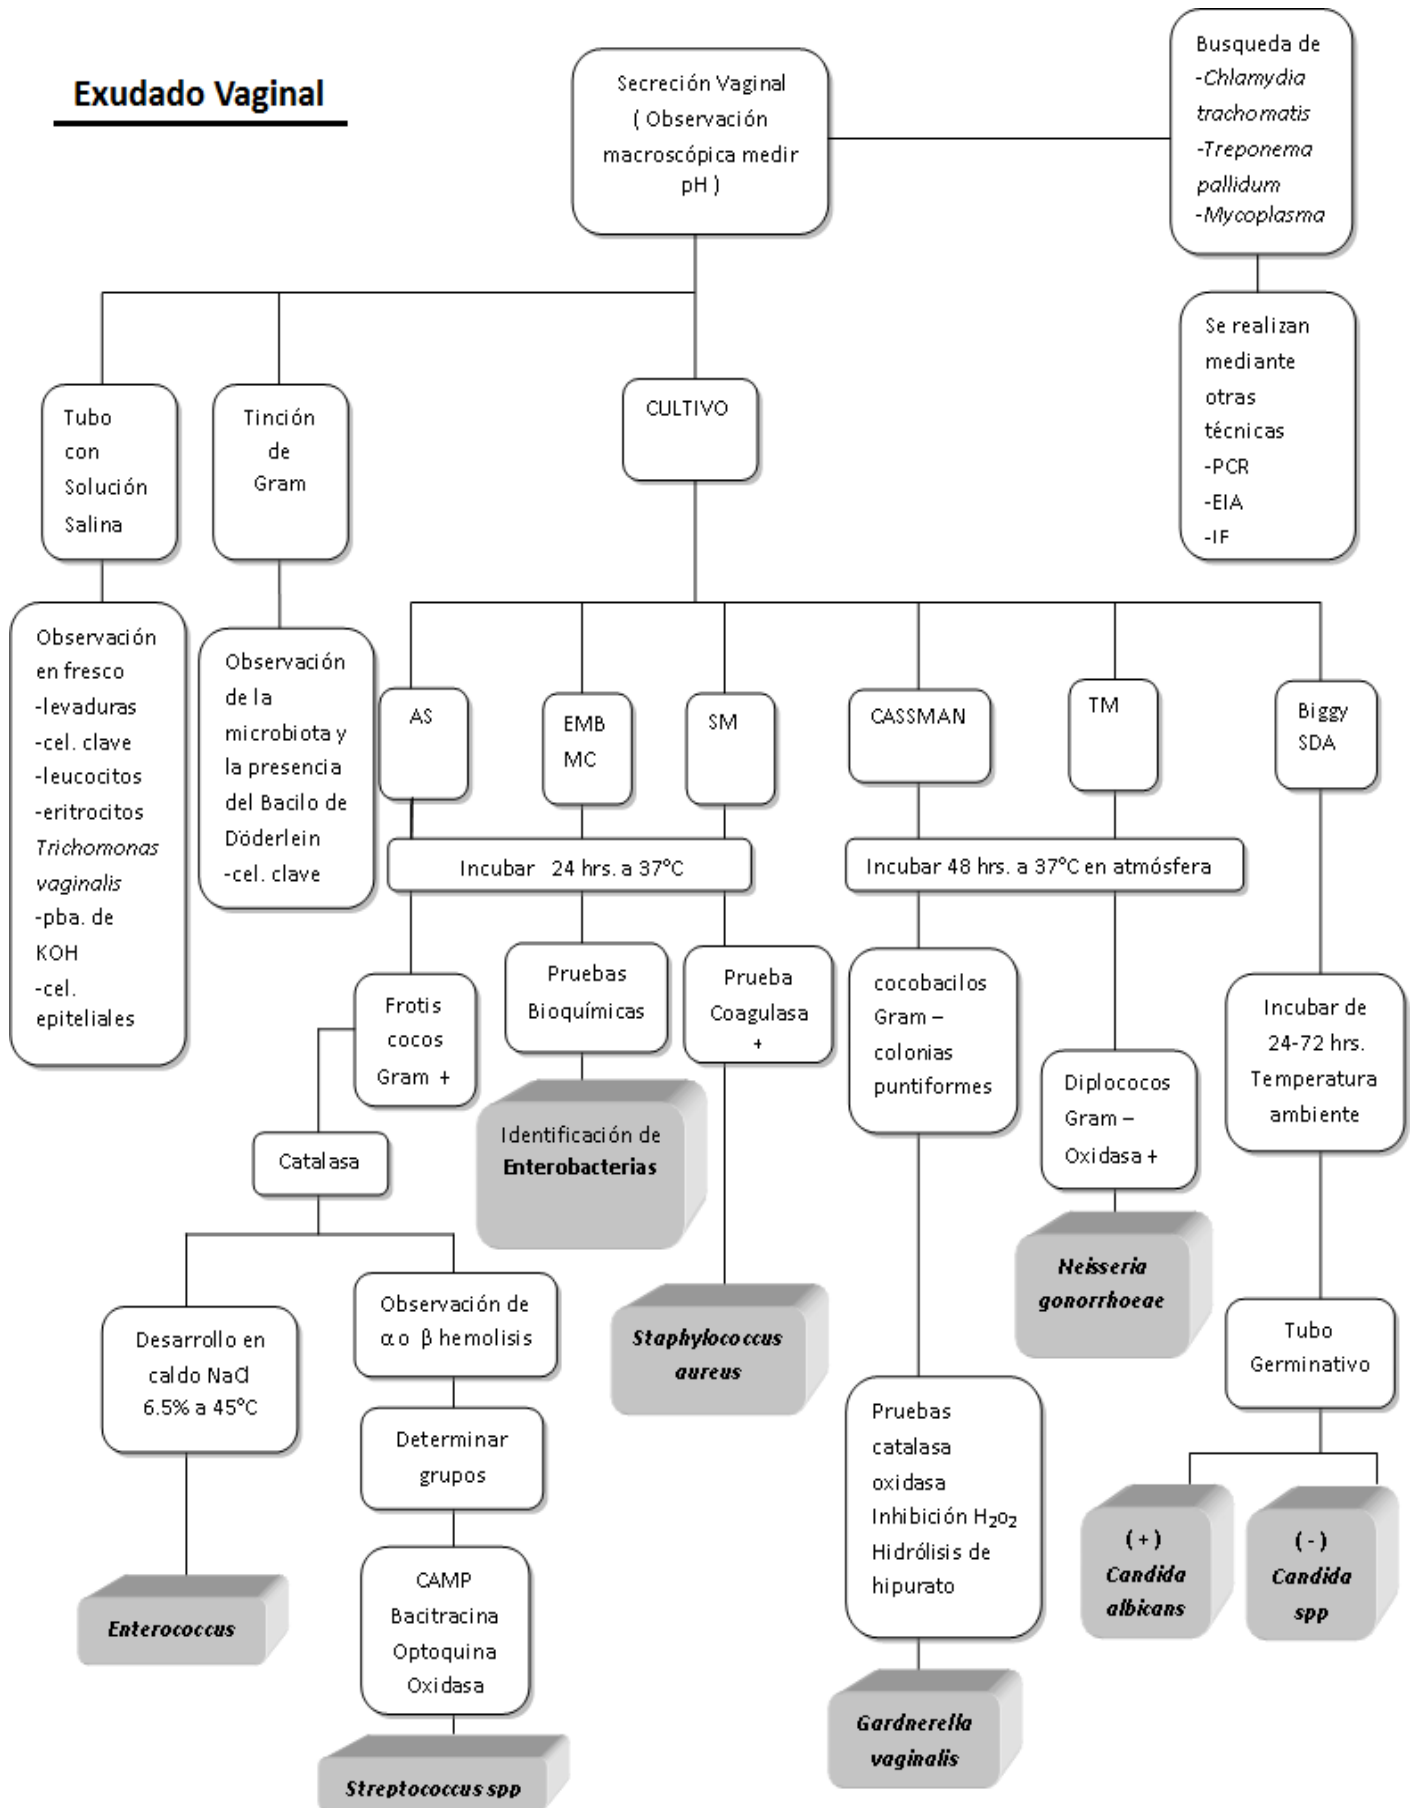 Exudado Vaginal
Secreción Vaginal
( Observación
macroscópica medir
pH )
Busqueda de
-Chlamydia
trachomatis
-Treponema
pallidum
-Mycoplasma
Se realizan
mediante
otras
técnicas
-PCR
-EIA
-IF
Tubo
con
Solución
Salina
Tinción
de
Gram
CULTIVO
Observación
en fresco
-levaduras
-cel. clave
-leucocitos
-eritrocitos
Trichomonas
vaginalis
-pba. de
KOH
-cel.
epiteliales
Observación
de la
microbiota y
la presencia
del Bacilo de
Döderlein
-cel. clave
AS
EMB
MC
SM
CASSMAN
TM
Biggy
SDA
Incubar 24 hrs. a 37°C
Incubar 48 hrs. a 37°C en atmósfera
Frotis
cocos
Gram +
Pruebas
Bioquímicas
Prueba
Coagulasa
+
cocobacilos
Gram –
colonias
puntiformes
Diplococos
Gram –
Oxidasa +
Incubar de
24-72 hrs.
Temperatura
ambiente
Catalasa
Identificación de
Enterobacterias
Staphylococcus
aureus
Neisseria
gonorrhoeae
Tubo
Germinativo
Desarrollo en
caldo NaCl
6.5% a 45°C
Observación de
α o β hemolisis
Determinar
grupos
CAMP
Bacitracina
Optoquina
Oxidasa
Pruebas
catalasa
oxidasa
Inhibición H₂o₂
Hidrólisis de
hipurato
( + )
Candida
albicans
( - )
Candida
spp
Enterococcus
Streptococcus spp
Gardnerella
vaginalis